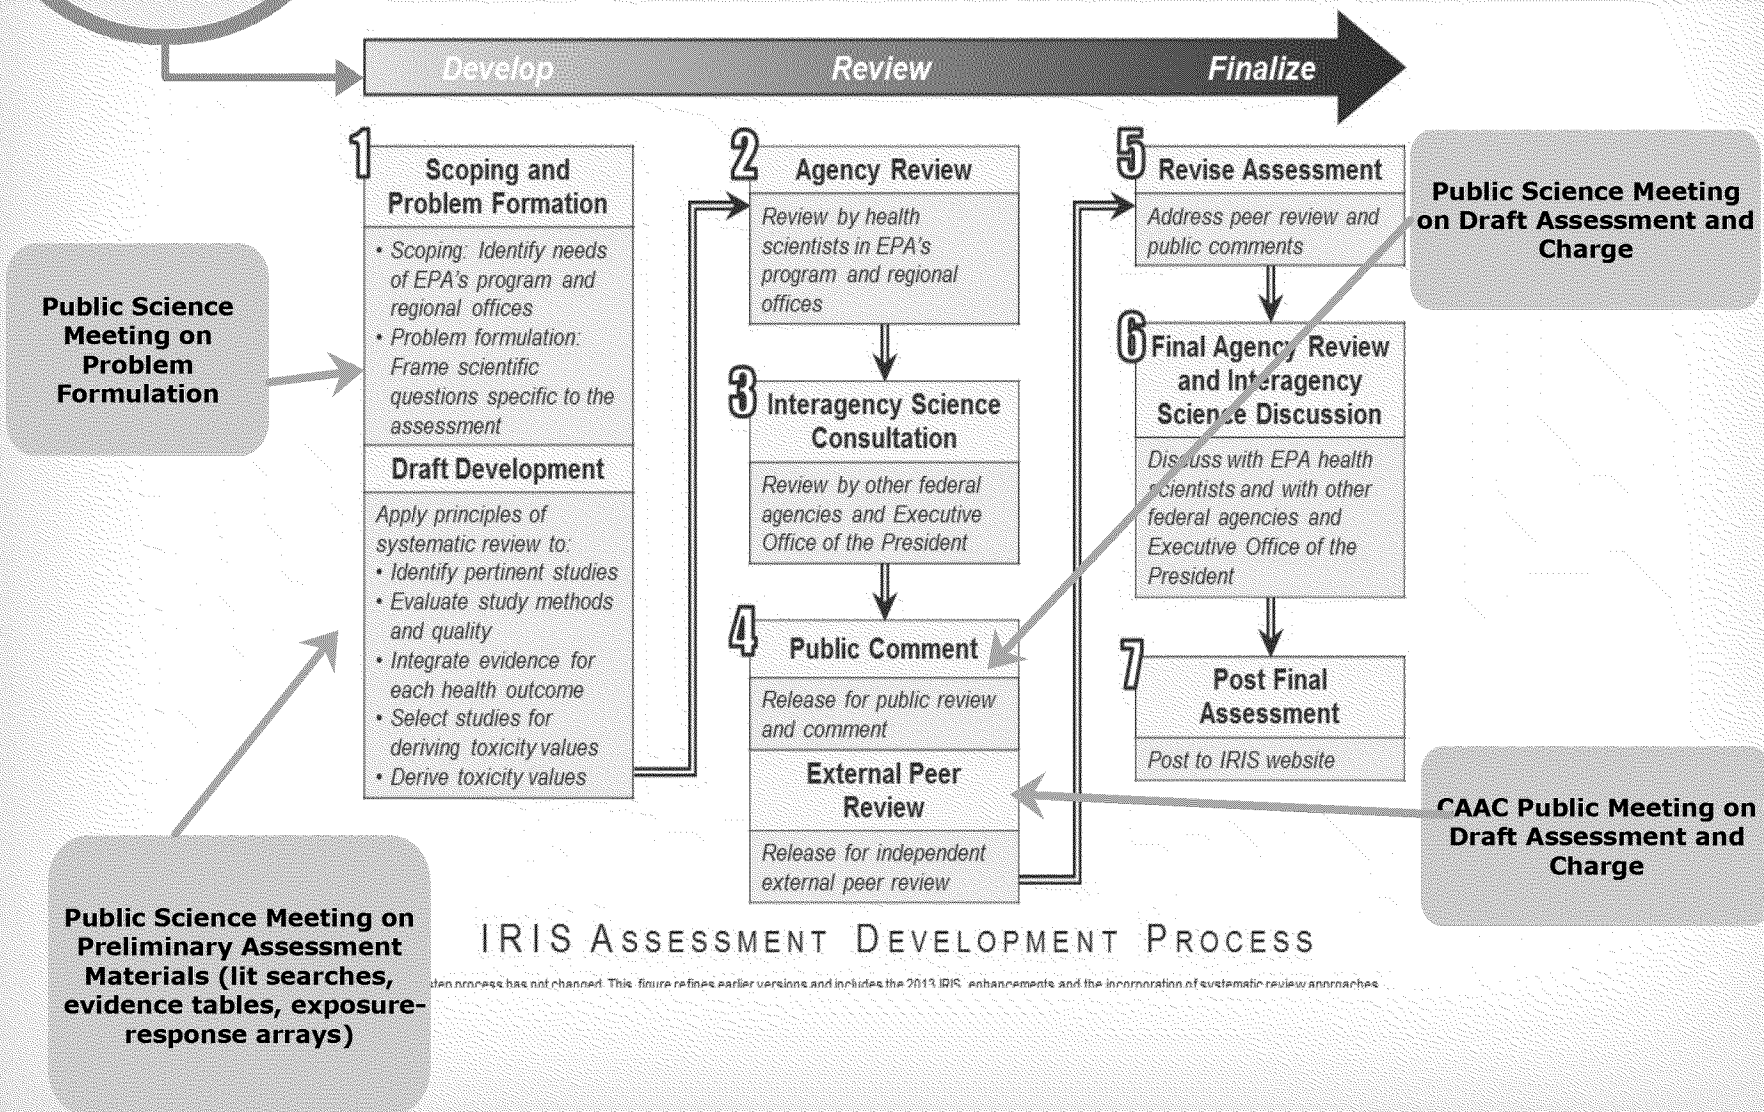 Develop
Review
Finalize
1
Scoping and
Problem Formation
• Scoping: Identify needs
of EPA's program and
regional offices
• Problem formulation:
Frame scientific
questions specific to the
assessment
Draft Development
Apply principles of
systematic review to:
• Identify pertinent studies
• Evaluate study methods
and quality
• Integrate evidence for
each health outcome
• Select studies for
deriving toxicity values
• Derive toxicity values
2
Agency Review
Review by health
scientists in EPA's
program and regional
offices
3
Interagency Science
Consultation
Review by other federal
agencies and Executive
Office of the President
4
Public Comment
Release for public review
and comment
External Peer
Review
Release for independent
external peer review
5
Revise Assessment
Address peer review and
public comments
6
Final Agency Review
and Interagency
Science Discussion
Discuss with EPA health
scientists and with other
federal agencies and
Executive Office of the
President
7
Post Final
Assessment
Post to IRIS website
Public Science
Meeting on
Problem
Formulation
Public Science Meeting on
Preliminary Assessment
Materials (lit searches,
evidence tables, exposure-
response arrays)
Public Science Meeting
on Draft Assessment and
Charge
CAAC Public Meeting on
Draft Assessment and
Charge
IRIS ASSESSMENT DEVELOPMENT PROCESS
process has not changed. This figure refines earlier versions and includes the 2013 IRIS enhancements and the incorporation of systematic review approaches